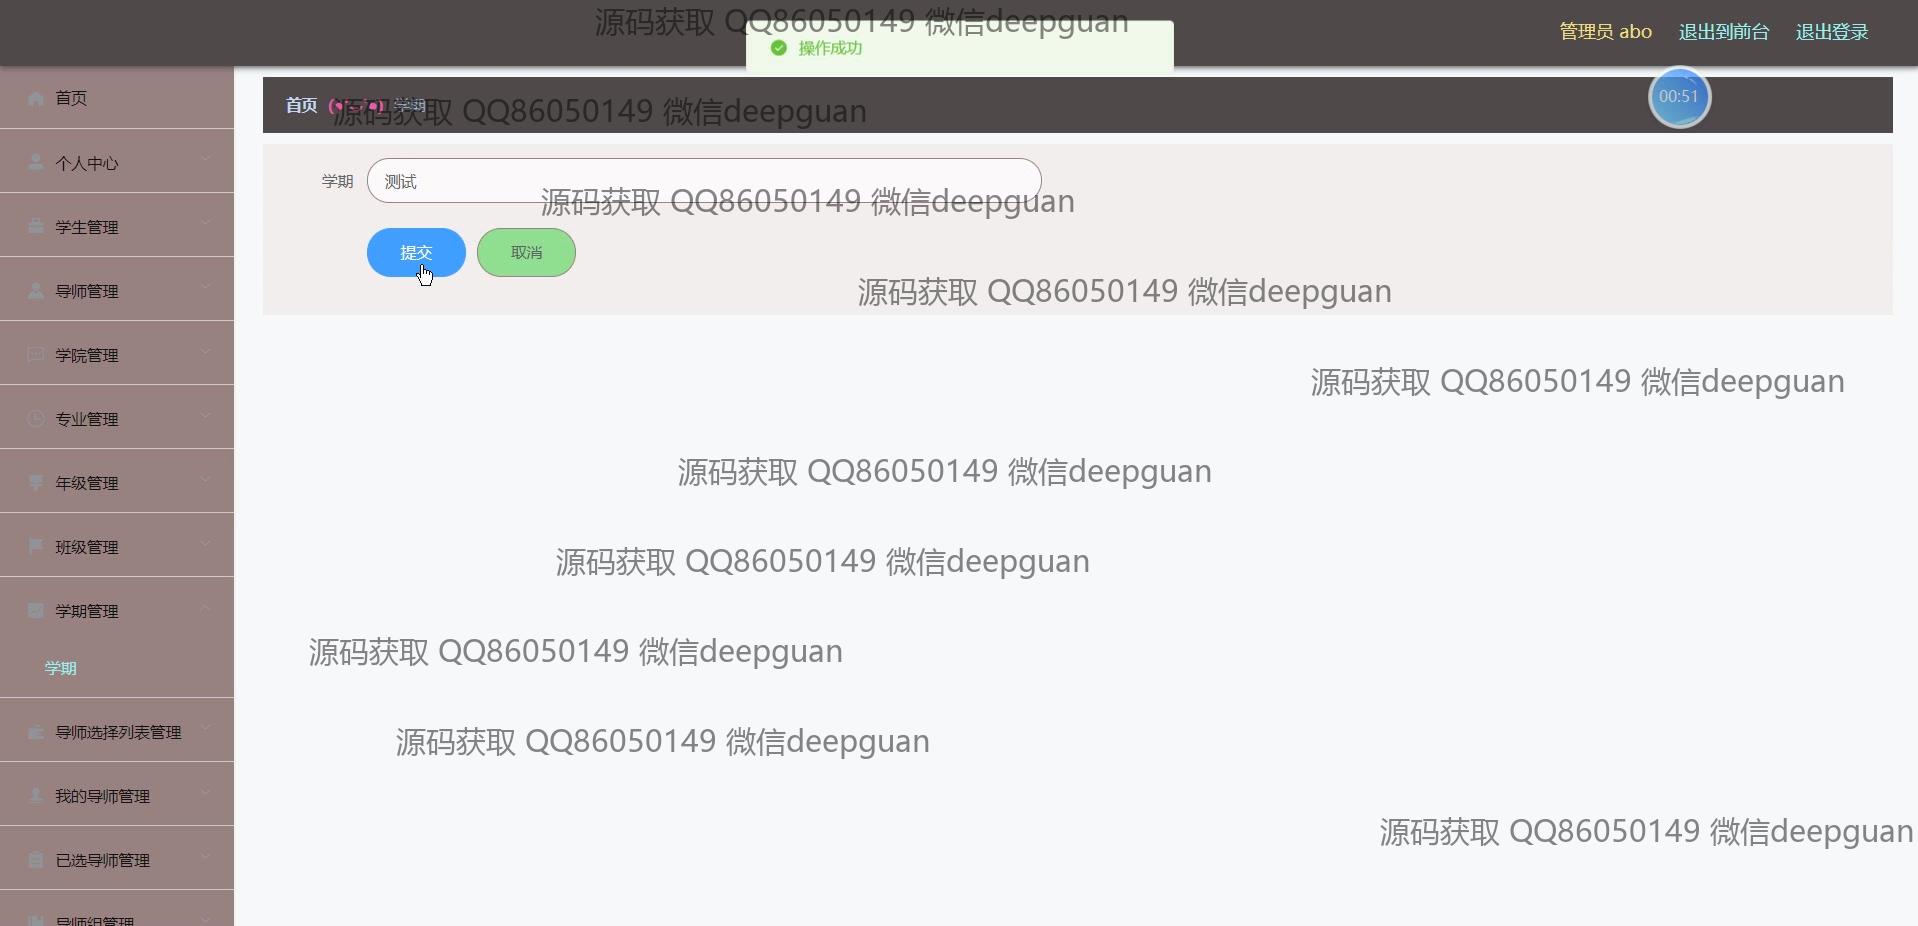 源码获取 QQ86050149 微信deepguan
管理员 abo 退出到前台 退出登录
操作成功
首页
个人中心
学生管理
导师管理
学院管理
专业管理
年级管理
班级管理
学期管理
学期
导师选择列表管理
我的导师管理
已选导师管理
导师组管理
首页 学期
00:51
源码获取 QQ86050149 微信deepguan
学期 测试
源码获取 QQ86050149 微信deepguan
提交 取消
源码获取 QQ86050149 微信deepguan
源码获取 QQ86050149 微信deepguan
源码获取 QQ86050149 微信deepguan
源码获取 QQ86050149 微信deepguan
源码获取 QQ86050149 微信deepguan
源码获取 QQ86050149 微信deepguan
源码获取 QQ86050149 微信deepguan